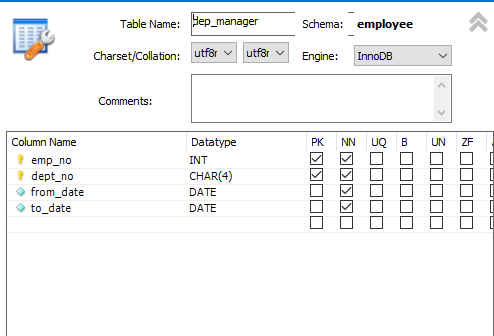 Table Name: dep_manager Schema: employee
Charset/Collation: utf8r utf8r Engine: InnoDB
Comments:
Column Name Datatype PK NN UQ B UN ZF
emp_no INT
dept_no CHAR(4)
from_date DATE
to_date DATE